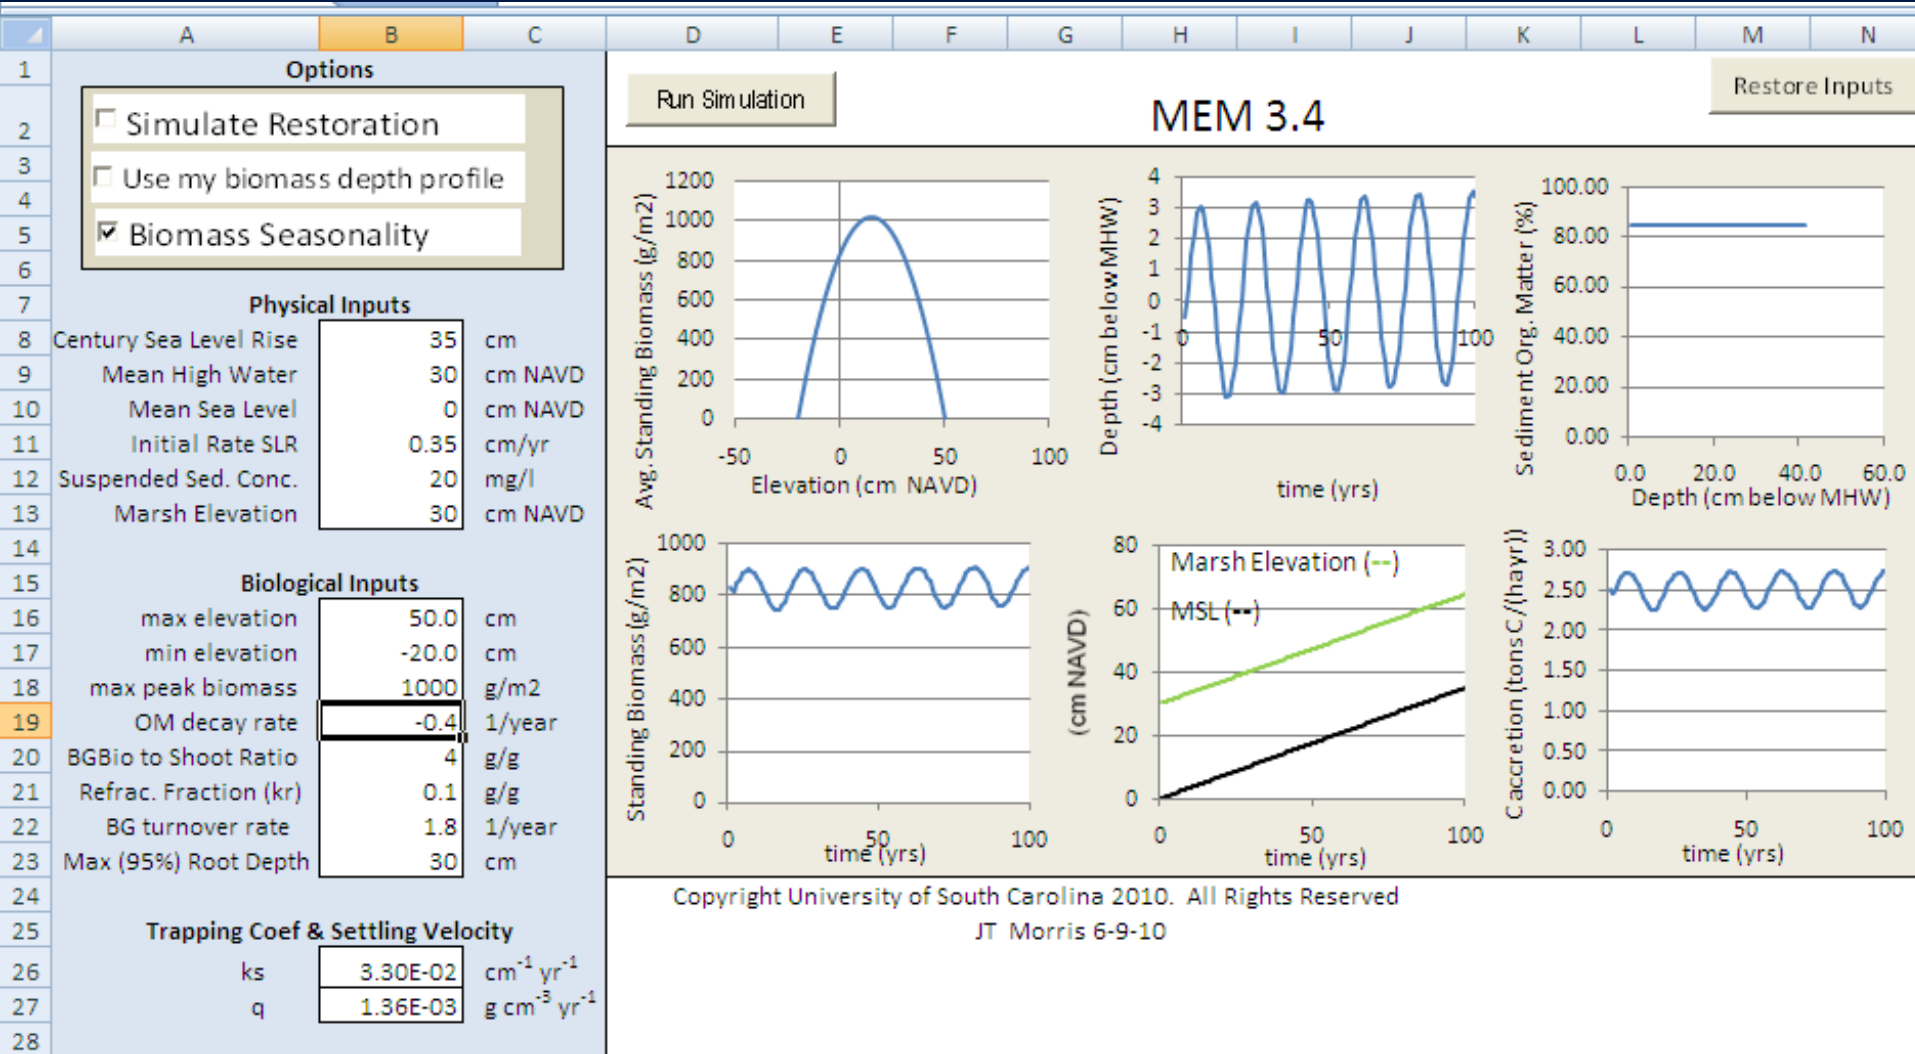 A B C D E F G H I J K L M N
1 Options
Run Simulation
MEM 3.4
Restore Inputs
2 Simulate Restoration
3 Use my biomass depth profile
4
5 Biomass Seasonality
6
7 Physical Inputs
8 Century Sea Level Rise 35 cm
9 Mean High Water 30 cm NAVD
10 Mean Sea Level 0 cm NAVD
11 Initial Rate SLR 0.35 cm/yr
12 Suspended Sed. Conc. 20 mg/l
13 Marsh Elevation 30 cm NAVD
14
15 Biological Inputs
16 max elevation 50.0 cm
17 min elevation -20.0 cm
18 max peak biomass 1000 g/m2
19 OM decay rate -0.4 1/year
20 BGBio to Shoot Ratio 4 g/g
21 Refrac. Fraction (kr) 0.1 g/g
22 BG turnover rate 1.8 1/year
23 Max (95%) Root Depth 30 cm
24
25 Trapping Coef & Settling Velocity
26 ks 3.30E-02 cm⁻¹ yr⁻¹
27 q 1.36E-03 g cm⁻³ yr⁻¹
28
Avg. Standing Biomass (g/m2)
1200
1000
800
600
400
200
0
-50 0 50 100
Elevation (cm NAVD)
Depth (cm below MHW)
4
3
2
1
0
-1
-2
-3
-4
0 50 100
time (yrs)
Sediment Org. Matter (%)
100.00
80.00
60.00
40.00
20.00
0.00
0.0 20.0 40.0 60.0
Depth (cm below MHW)
Standing Biomass (g/m2)
1000
800
600
400
200
0
0 50 100
time (yrs)
(cm NAVD)
80
60
40
20
0
Marsh Elevation (--)
MSL (--)
0 50 100
time (yrs)
C accretion (tons C /(hayr))
3.00
2.50
2.00
1.50
1.00
0.50
0.00
0 50 100
time (yrs)
Copyright University of South Carolina 2010. All Rights Reserved
JT Morris 6-9-10